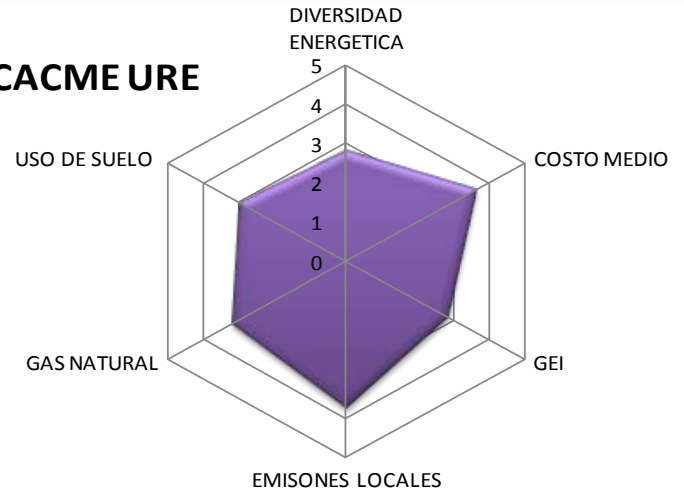 DIVERSIDAD
ENERGETICA
CACME URE
5
4
3
2
1
0
USO DE SUELO
COSTO MEDIO
GAS NATURAL
GEI
EMISONES LOCALES